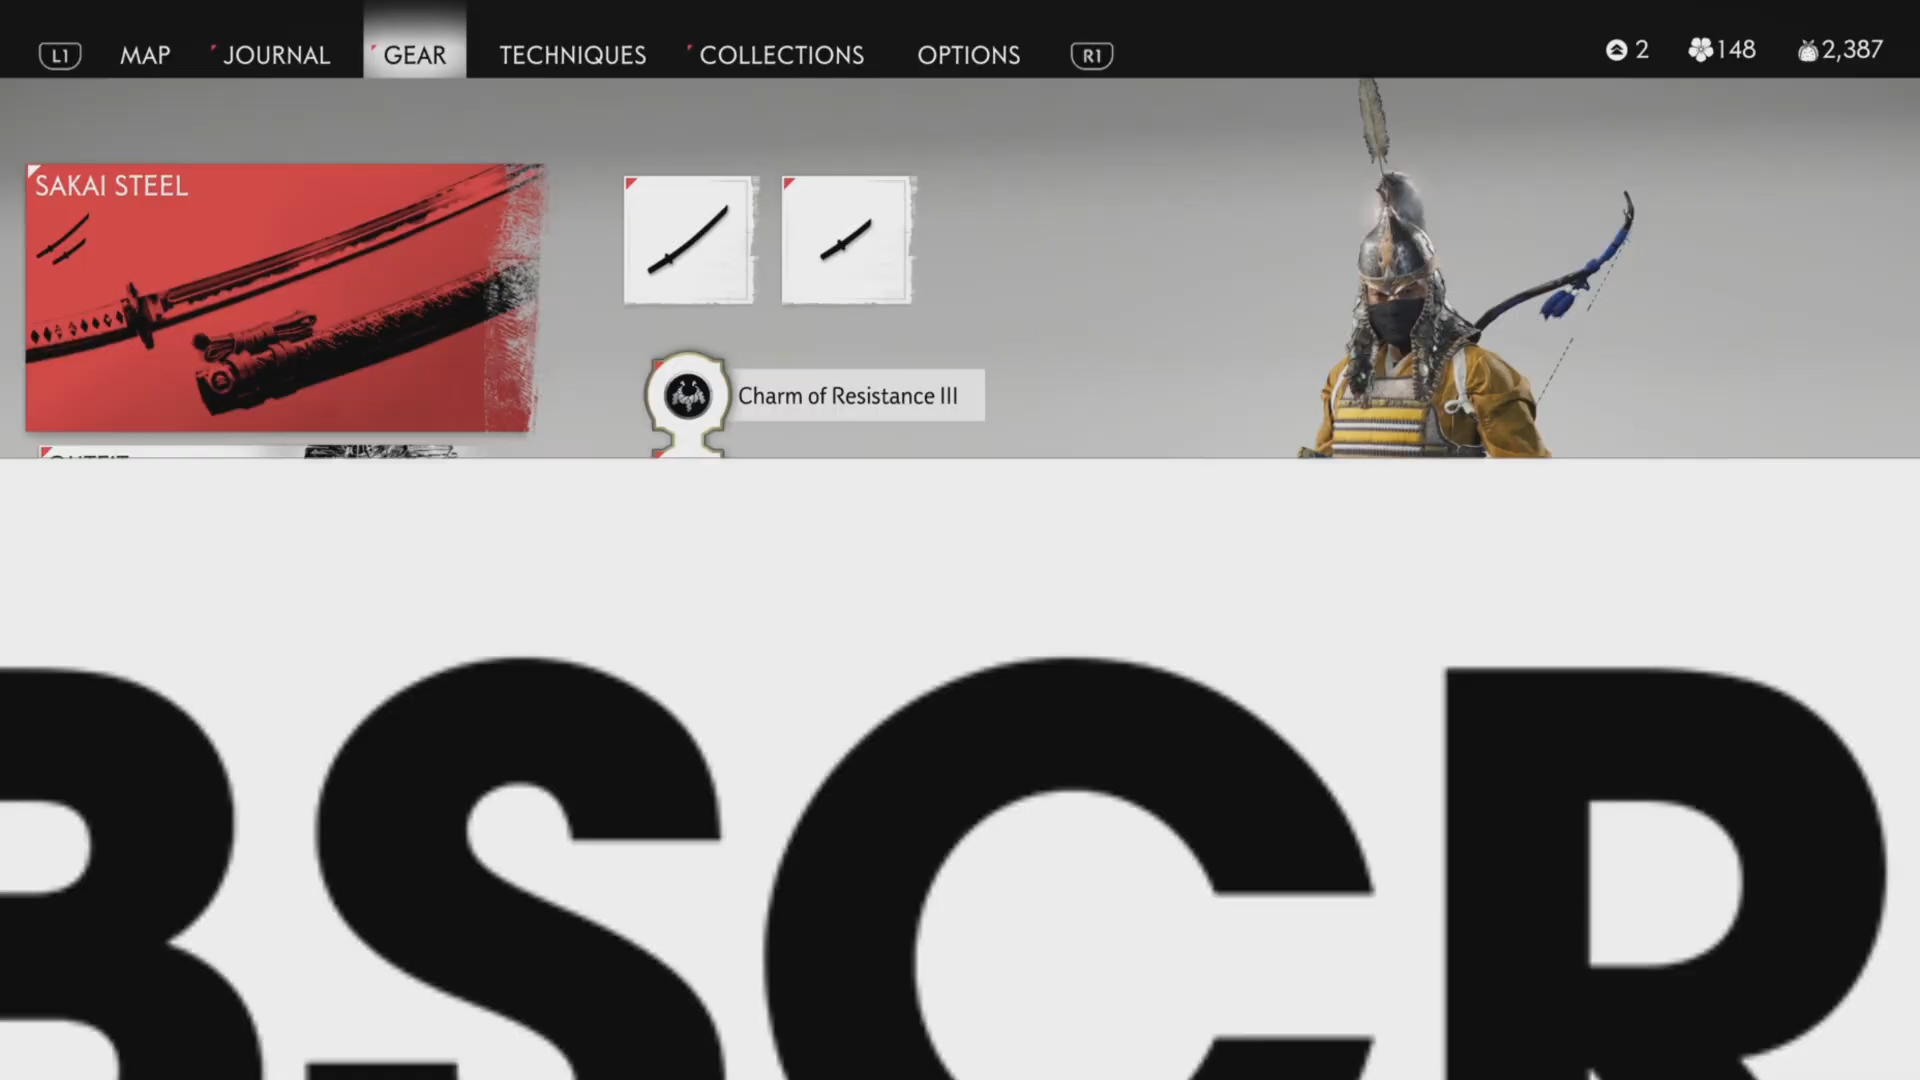 L1 MAP JOURNAL GEAR TECHNIQUES COLLECTIONS OPTIONS R1 2 148 2,387
SAKAI STEEL
Charm of Resistance III
OUTFIT
BSCR